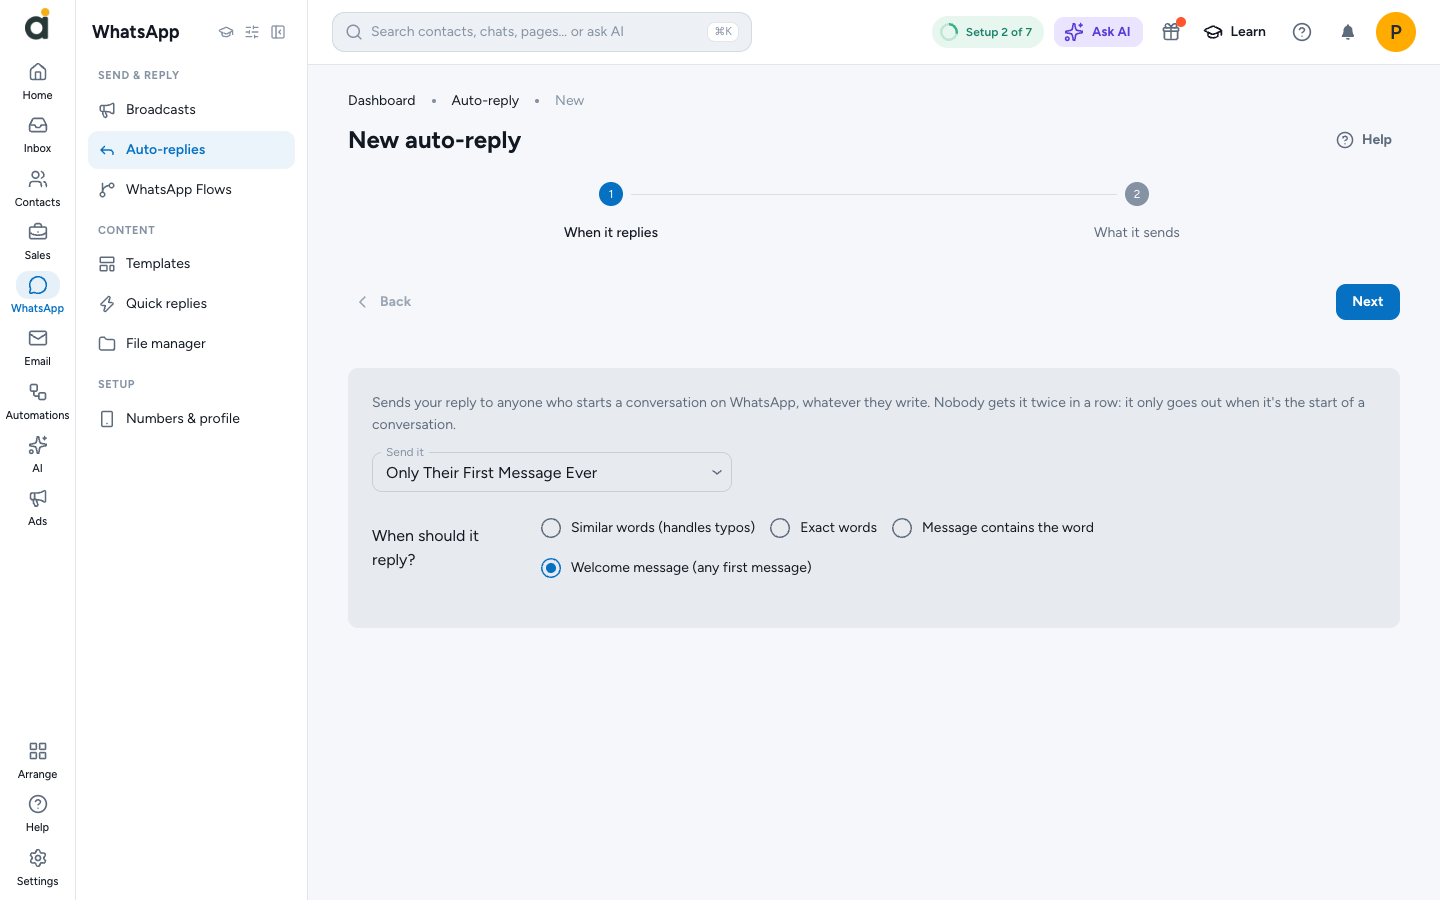 WhatsApp
Search contacts, chats, pages... or ask AI
⌘K
Setup 2 of 7
Ask AI
Learn
P
Home
Inbox
Contacts
Sales
WhatsApp
Email
Automations
AI
Ads
Arrange
Help
Settings
SEND & REPLY
Broadcasts
Auto-replies
WhatsApp Flows
CONTENT
Templates
Quick replies
File manager
SETUP
Numbers & profile
Dashboard • Auto-reply • New
New auto-reply
Help
1
2
When it replies
What it sends
Back
Next
Sends your reply to anyone who starts a conversation on WhatsApp, whatever they write. Nobody gets it twice in a row: it only goes out when it's the start of a
conversation.
Send it
Only Their First Message Ever
When should it
reply?
Similar words (handles typos)
Exact words
Message contains the word
Welcome message (any first message)